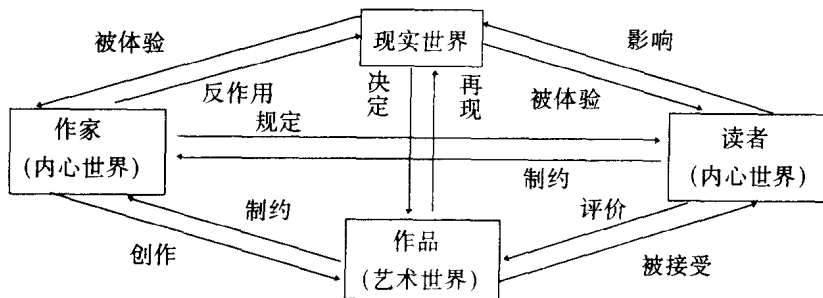 现实世界
被体验
影响
反作用
决定
再现
被体验
作家
(内心世界)
规定
读者
(内心世界)
制约
制约
评价
作品
(艺术世界)
创作
被接受